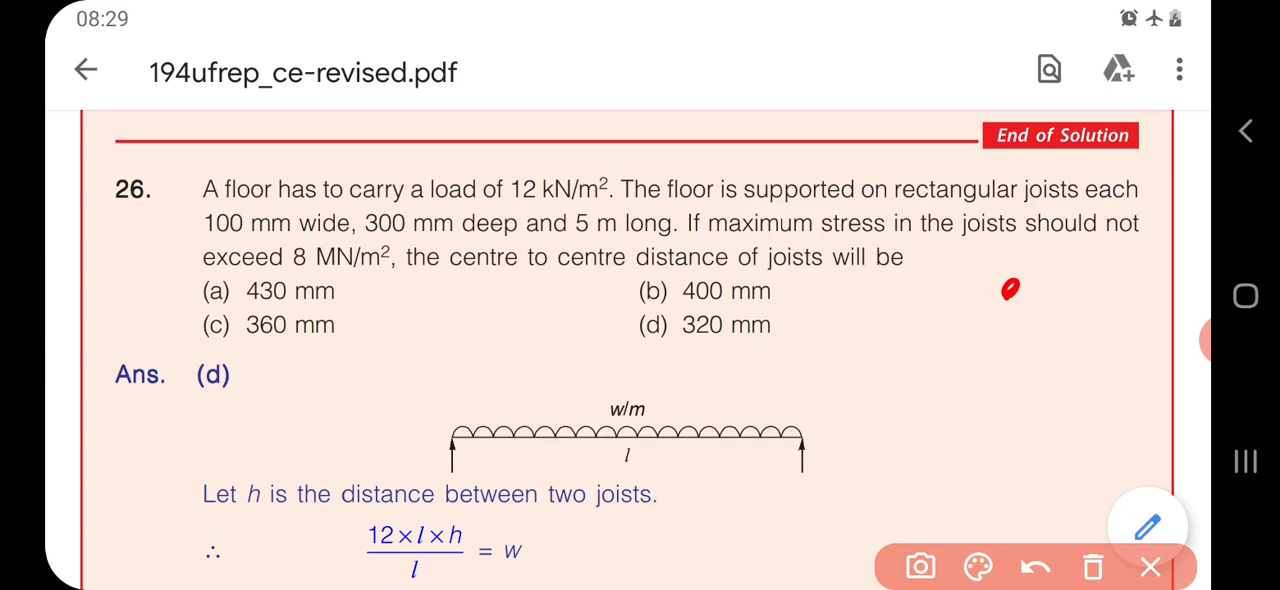 08:29
194ufrep_ce-revised.pdf
End of Solution
26. A floor has to carry a load of 12 kN/m². The floor is supported on rectangular joists each
100 mm wide, 300 mm deep and 5 m long. If maximum stress in the joists should not
exceed 8 MN/m², the centre to centre distance of joists will be
(a) 430 mm (b) 400 mm
(c) 360 mm (d) 320 mm
Ans. (d)
w/m
l
Let h is the distance between two joists.
∴ 12×l×h / l = w